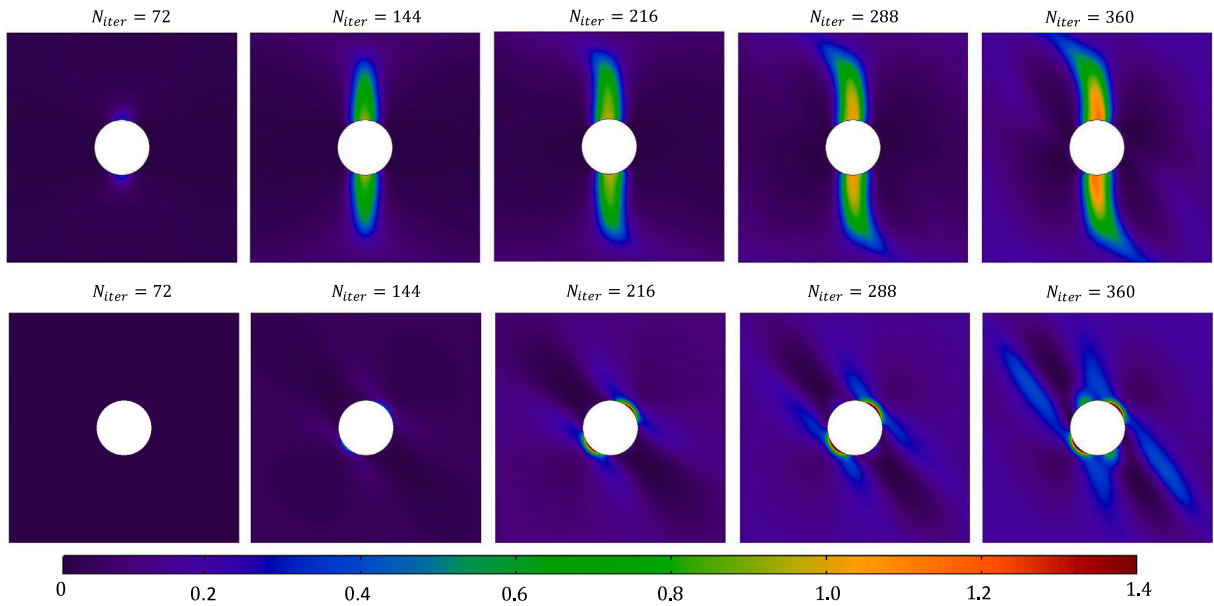 N_iter = 72 N_iter = 144 N_iter = 216 N_iter = 288 N_iter = 360
N_iter = 72 N_iter = 144 N_iter = 216 N_iter = 288 N_iter = 360
0 0.2 0.4 0.6 0.8 1.0 1.2 1.4